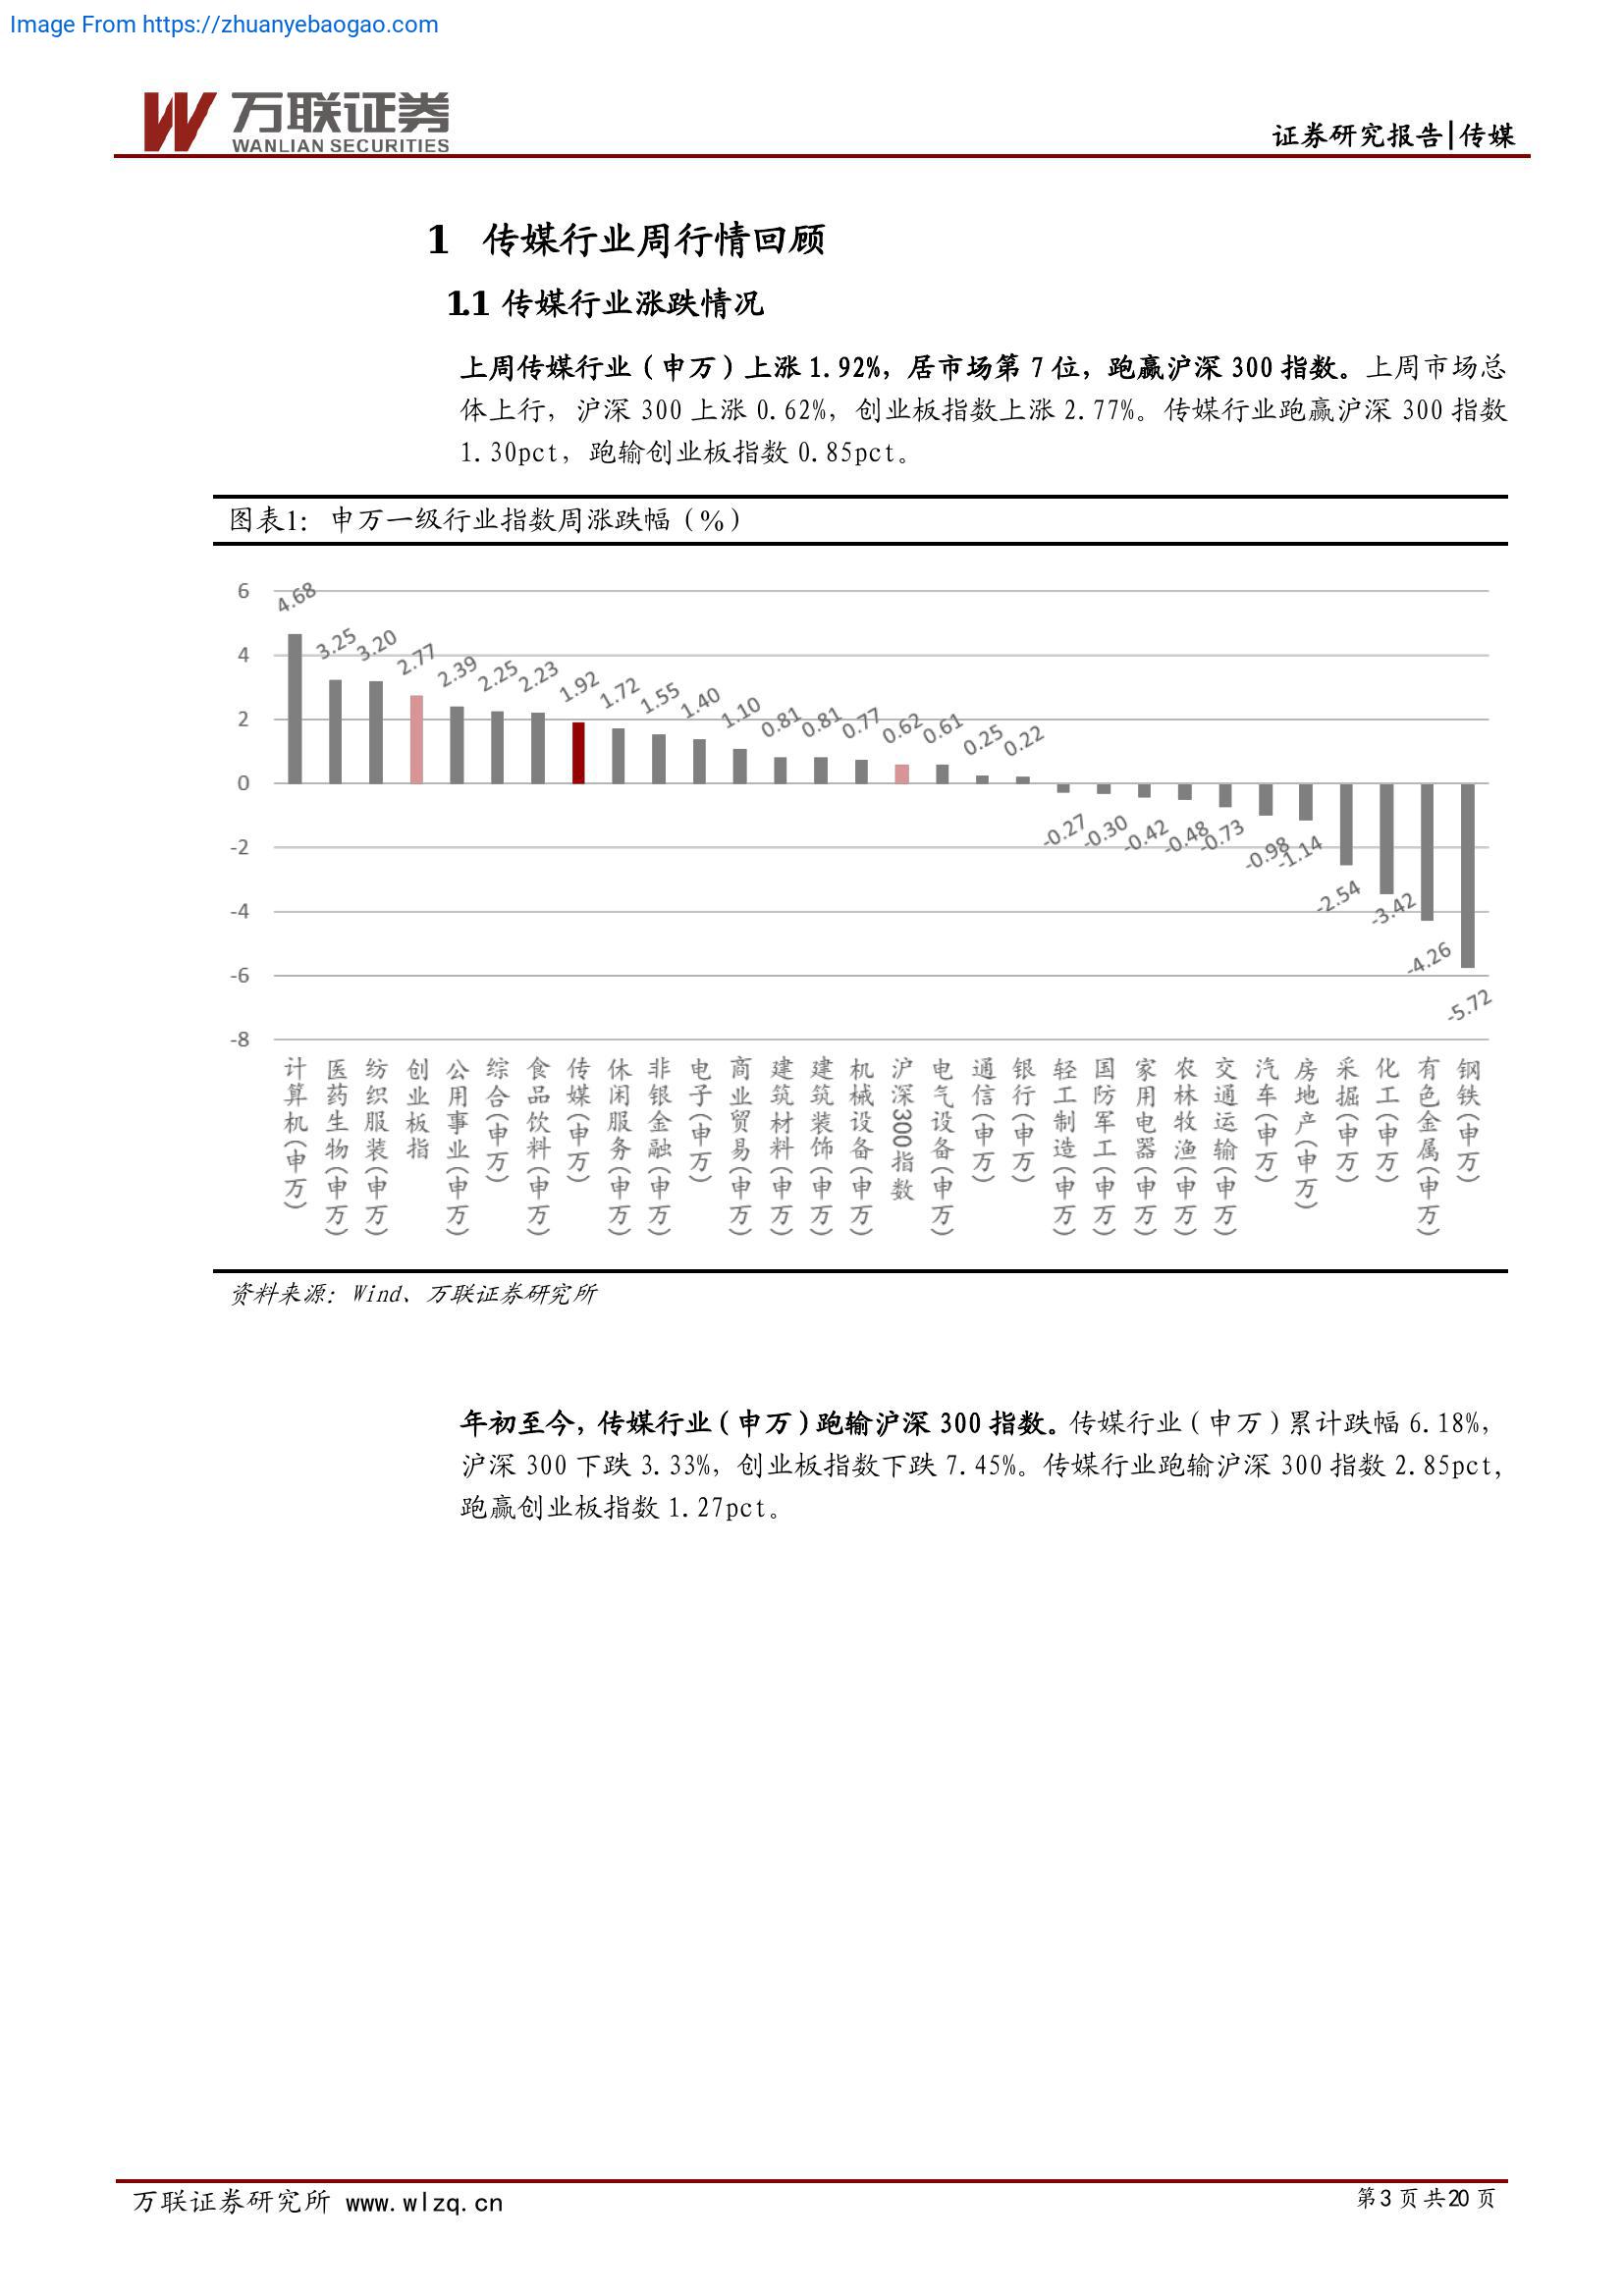 Image From https://zhuanyebaogao.com
万联证券
WANLIAN SECURITIES
证券研究报告|传媒
1 传媒行业周行情回顾
1.1 传媒行业涨跌情况
上周传媒行业（申万）上涨 1.92%，居市场第 7 位，跑赢沪深 300 指数。上周市场总
体上行，沪深 300 上涨 0.62%，创业板指数上涨 2.77%。传媒行业跑赢沪深 300 指数
1.30pct，跑输创业板指数 0.85pct。
图表1：申万一级行业指数周涨跌幅（%）
6
4
2
0
-2
-4
-6
-8
4.68
3.25
3.20
2.77
2.39
2.25
2.23
1.92
1.72
1.55
1.40
1.10
0.81
0.81
0.77
0.62
0.61
0.25
0.22
-0.27
-0.30
-0.42
-0.48
-0.73
-0.98
-1.14
-2.54
-3.42
-4.26
-5.72
计算机(申万)
医药生物(申万)
纺织服装(申万)
创业板指
公用事业(申万)
综合(申万)
食品饮料(申万)
传媒(申万)
休闲服务(申万)
非银金融(申万)
电子(申万)
商业贸易(申万)
建筑材料(申万)
建筑装饰(申万)
机械设备(申万)
沪深300指数
电气设备(申万)
通信(申万)
银行(申万)
轻工制造(申万)
国防军工(申万)
家用电器(申万)
农林牧渔(申万)
交通运输(申万)
汽车(申万)
房地产(申万)
采掘(申万)
化工(申万)
有色金属(申万)
钢铁(申万)
资料来源：Wind、万联证券研究所
年初至今，传媒行业（申万）跑输沪深 300 指数。传媒行业（申万）累计跌幅 6.18%，
沪深 300 下跌 3.33%，创业板指数下跌 7.45%。传媒行业跑输沪深 300 指数 2.85pct，
跑赢创业板指数 1.27pct。
万联证券研究所 www.wlzq.cn
第 3 页 共 20 页